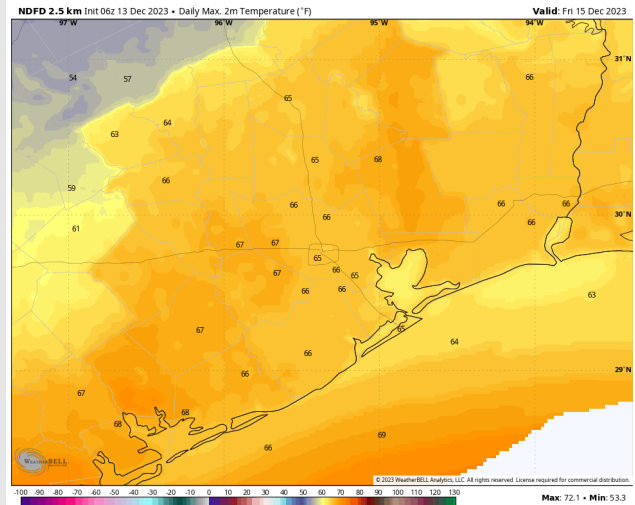 NDFD 2.5 km Init 06z 13 Dec 2023 • Daily Max. 2m Temperature (°F) Valid: Fri 15 Dec 2023
97°W 96°W 95°W 94°W
31°N
54 57 66
65
64
63
65 68
66
59
66 66 66
30°N
66 66
61
67 67
65
66 65
67
66 66
63
67 65
64
66
29°N
66
67
68 68
69
66
WeatherBELL
© 2023 WeatherBELL Analytics, LLC. All rights reserved. License required for commercial distribution.
-100 -90 -80 -70 -60 -50 -40 -30 -20 -10 0 10 20 30 40 50 60 70 80 90 100 110 120 130
Max: 72.1 • Min: 53.3